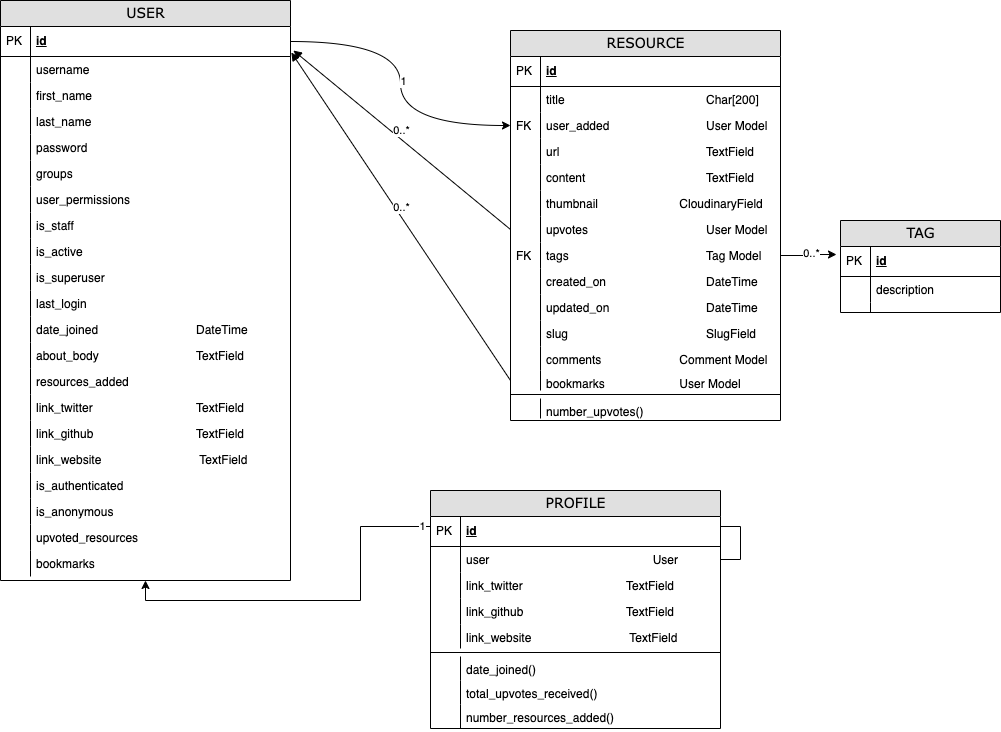 USER
PK id
username
first_name
last_name
password
groups
user_permissions
is_staff
is_active
is_superuser
last_login
date_joined DateTime
about_body TextField
resources_added
link_twitter TextField
link_github TextField
link_website TextField
is_authenticated
is_anonymous
upvoted_resources
bookmarks
1
0..*
0..*
RESOURCE
PK id
title Char[200]
FK user_added User Model
url TextField
content TextField
thumbnail CloudinaryField
upvotes User Model
FK tags Tag Model
created_on DateTime
updated_on DateTime
slug SlugField
comments Comment Model
bookmarks User Model
number_upvotes()
0..*
TAG
PK id
description
1
PROFILE
PK id
user User
link_twitter TextField
link_github TextField
link_website TextField
date_joined()
total_upvotes_received()
number_resources_added()